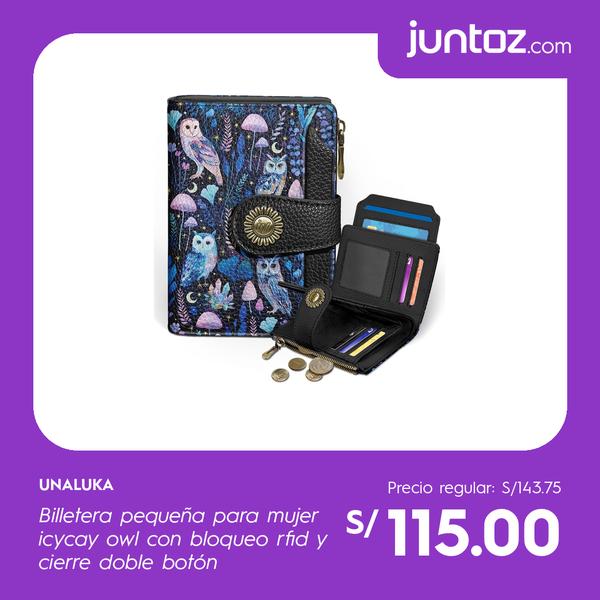 juntoz.com
UNALUKA
Billetera pequeña para mujer
icycay owl con bloqueo rfid y
cierre doble botón
Precio regular: S/143.75
S/115.00